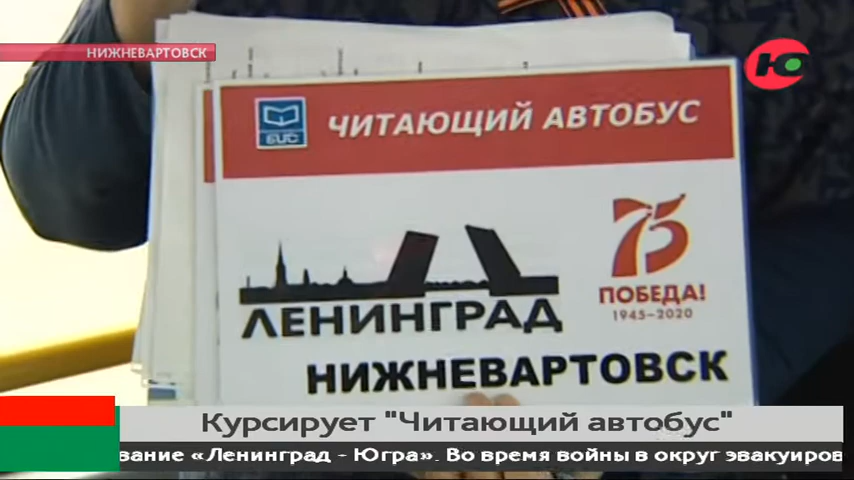 НИЖНЕВАРТОВСК
Ю
БИС
ЧИТАЮЩИЙ АВТОБУС
75
ПОБЕДА!
1945–2020
ЛЕНИНГРАД
НИЖНЕВАРТОВСК
Курсирует "Читающий автобус"
вание «Ленинград - Югра». Во время войны в округ эвакуиров